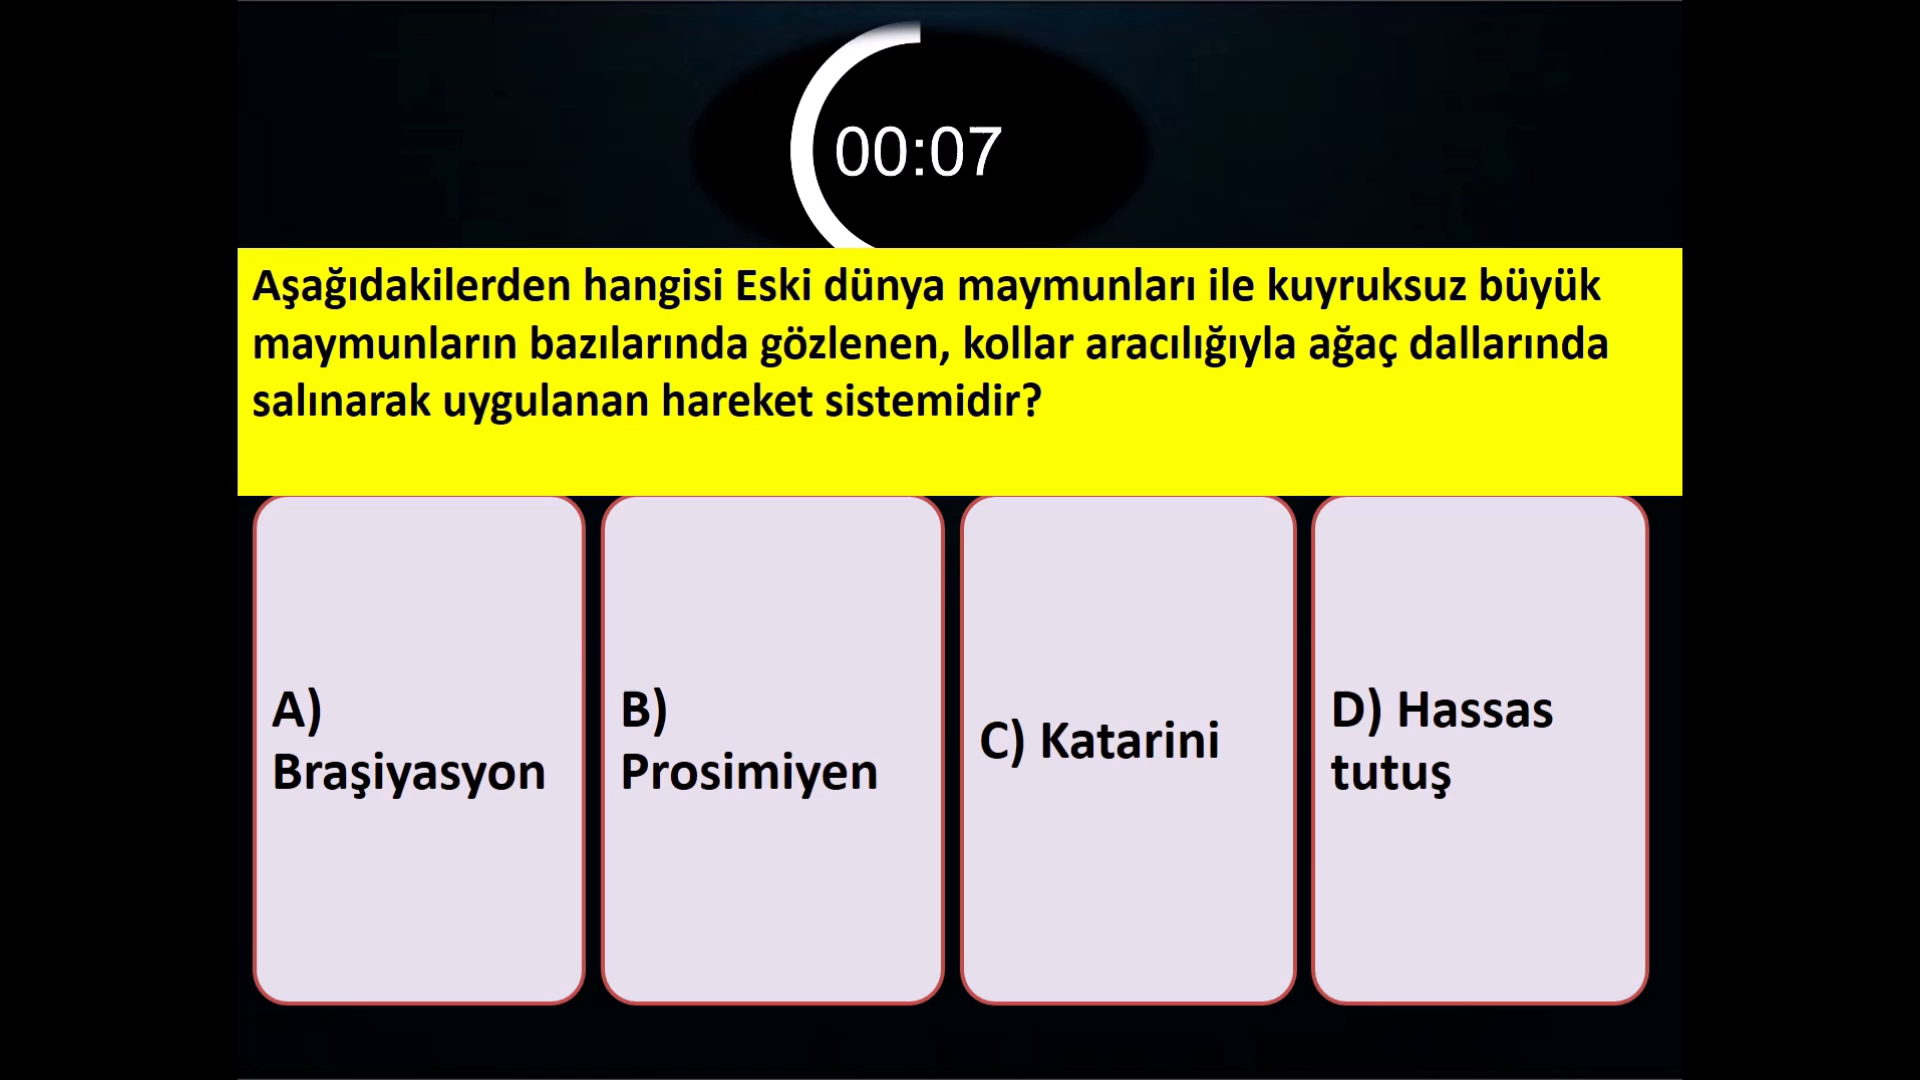 00:07
Aşağıdakilerden hangisi Eski dünya maymunları ile kuyruksuz büyük
maymunların bazılarında gözlenen, kollar aracılığıyla ağaç dallarında
salınarak uygulanan hareket sistemidir?
A)
Braşiyasyon
B)
Prosimiyen
C) Katarini
D) Hassas
tutuş